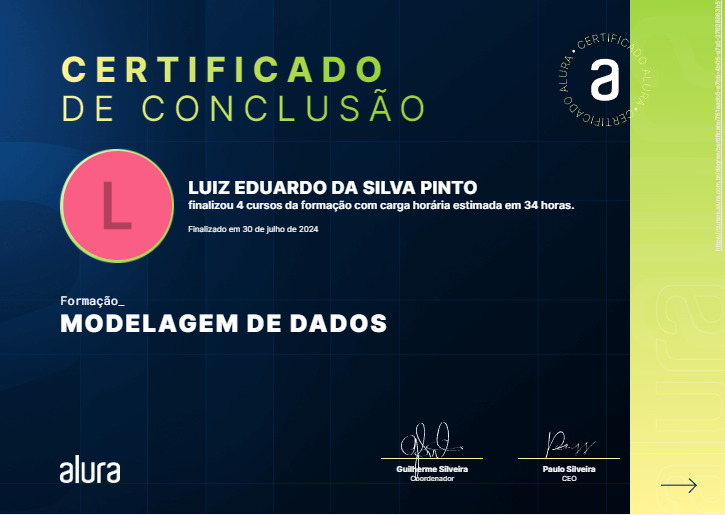 CERTIFICADO
DE CONCLUSÃO
CERTIFICADO ALURA • CERTIFICADO ALURA •
a
L
LUIZ EDUARDO DA SILVA PINTO
finalizou 4 cursos da formação com carga horária estimada em 34 horas.
Finalizado em 30 de julho de 2024
Formação_
MODELAGEM DE DADOS
alura
Guilherme Silveira
Coordenador
Paulo Silveira
CEO
alura